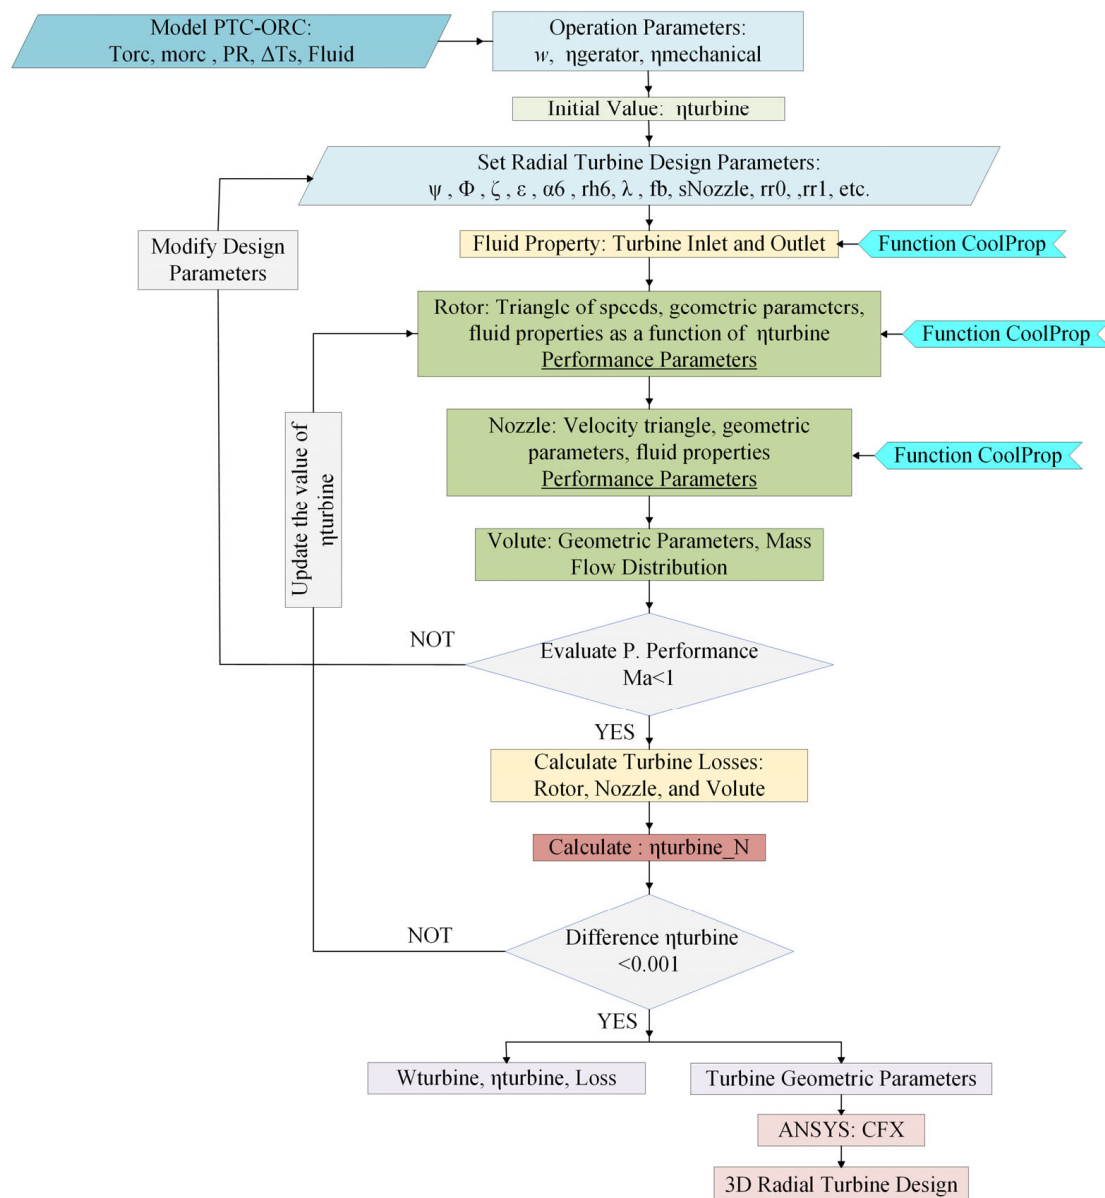 Model PTC-ORC:
Torc, morc , PR, ΔTs, Fluid
Operation Parameters:
w, ηgerator, ηmechanical
Initial Value: ηturbine
Set Radial Turbine Design Parameters:
ψ , Φ , ζ , ε , α6 , rh6, λ , fb, sNozzle, rr0, ,rr1, etc.
Modify Design
Parameters
Fluid Property: Turbine Inlet and Outlet
Function CoolProp
Rotor: Triangle of speeds, geometric parameters,
fluid properties as a function of ηturbine
Performance Parameters
Function CoolProp
Nozzle: Velocity triangle, geometric
parameters, fluid properties
Performance Parameters
Function CoolProp
Update the value of
ηturbine
Volute: Geometric Parameters, Mass
Flow Distribution
NOT
Evaluate P. Performance
Ma<1
YES
Calculate Turbine Losses:
Rotor, Nozzle, and Volute
Calculate : ηturbine_N
NOT
Difference ηturbine
<0.001
YES
Wturbine, ηturbine, Loss
Turbine Geometric Parameters
ANSYS: CFX
3D Radial Turbine Design